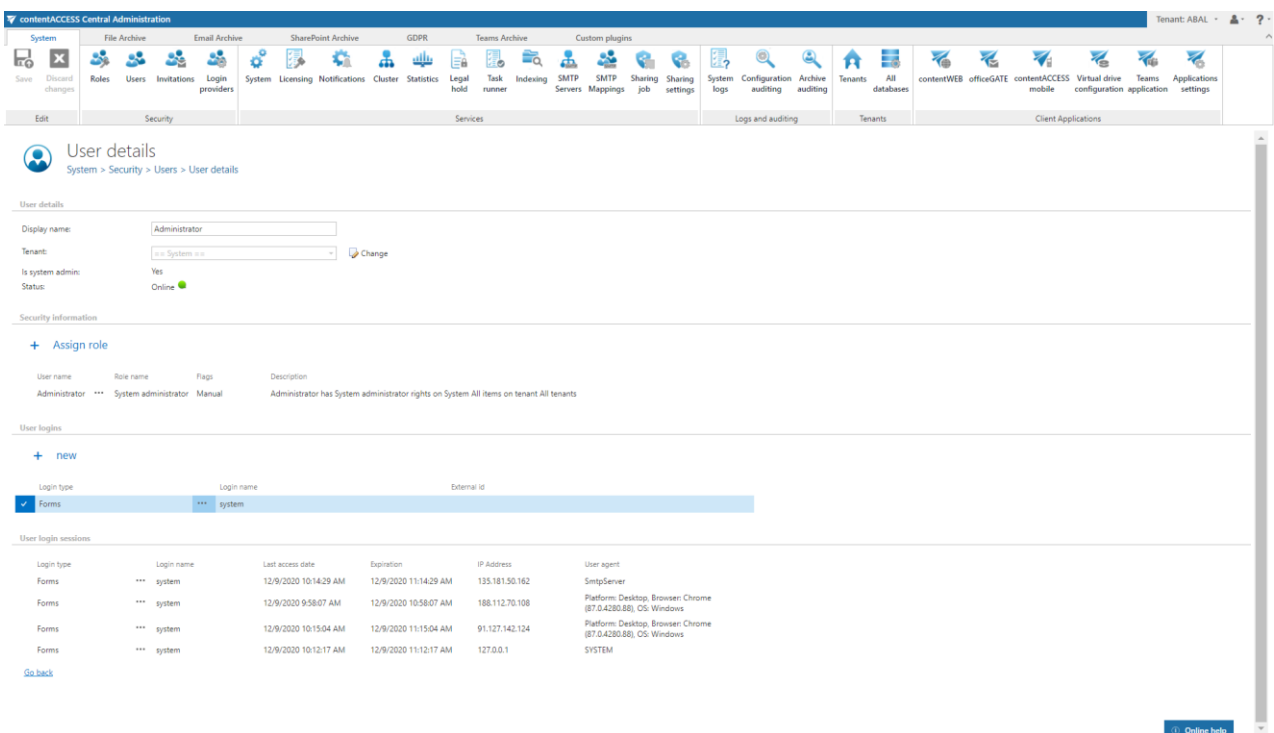 contentACCESS Central Administration
Tenant: ABAL
?
System File Archive Email Archive SharePoint Archive GDPR Teams Archive Custom plugins
Save Discard changes Roles Users Invitations Login providers System Licensing Notifications Cluster Statistics Legal hold Task runner Indexing SMTP Servers SMTP Mappings Sharing job Sharing settings System logs Configuration auditing Archive auditing Tenants All databases contentWEB officeGATE contentACCESS mobile Virtual drive configuration Teams application Applications settings
Edit Security Services Logs and auditing Tenants Client Applications
User details
System > Security > Users > User details
User details
Display name: Administrator
Tenant: == System == Change
Is system admin: Yes
Status: Online
Security information
+ Assign role
User name Role name Flags Description
Administrator ••• System administrator Manual Administrator has System administrator rights on System All items on tenant All tenants
User logins
+ new
Login type Login name External id
Forms ••• system
User login sessions
Login type Login name Last access date Expiration IP Address User agent
Forms ••• system 12/9/2020 10:14:29 AM 12/9/2020 11:14:29 AM 135.181.50.162 SmtpServer
Forms ••• system 12/9/2020 9:58:07 AM 12/9/2020 10:58:07 AM 188.112.70.108 Platform: Desktop, Browser: Chrome
(87.0.4280.88), OS: Windows
Forms ••• system 12/9/2020 10:15:04 AM 12/9/2020 11:15:04 AM 91.127.142.124 Platform: Desktop, Browser: Chrome
(87.0.4280.88), OS: Windows
Forms ••• system 12/9/2020 10:12:17 AM 12/9/2020 11:12:17 AM 127.0.0.1 SYSTEM
Go back
Online help